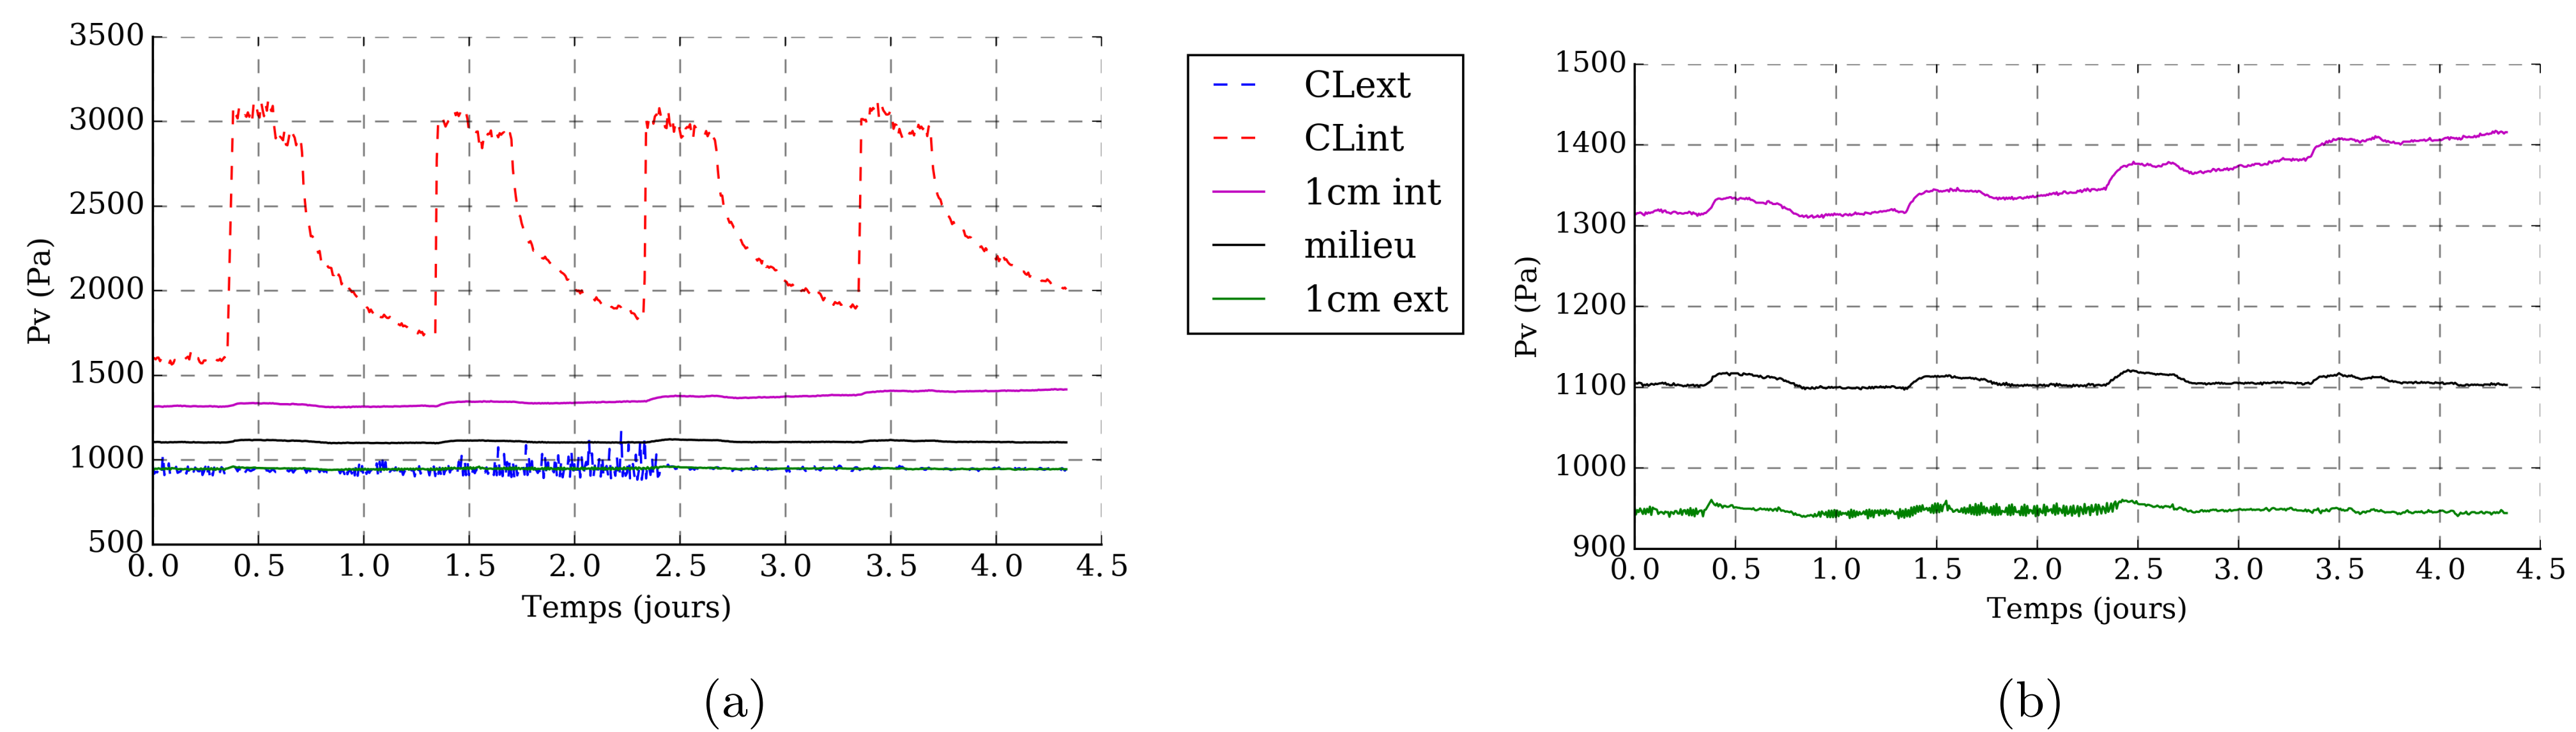 3500
3000
2500
2000
1500
1000
500
Pv (Pa)
0.0 0.5 1.0 1.5 2.0 2.5 3.0 3.5 4.0 4.5
Temps (jours)
(a)
CLext
CLint
1cm int
milieu
1cm ext
1500
1400
1300
1200
1100
1000
900
Pv (Pa)
0.0 0.5 1.0 1.5 2.0 2.5 3.0 3.5 4.0 4.5
Temps (jours)
(b)